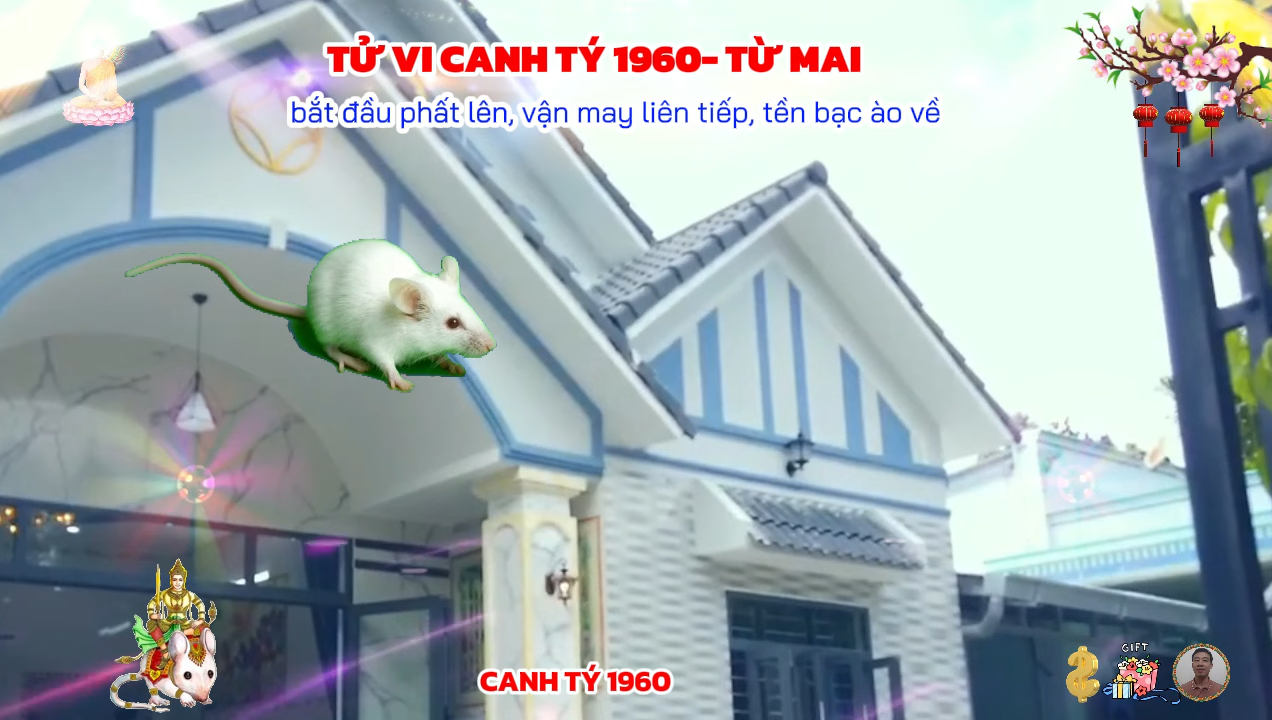 TỬ VI CANH TÝ 1960- TỪ MAI
bắt đầu phất lên, vận may liên tiếp, tền bạc ào về
CANH TÝ 1960
GIFT